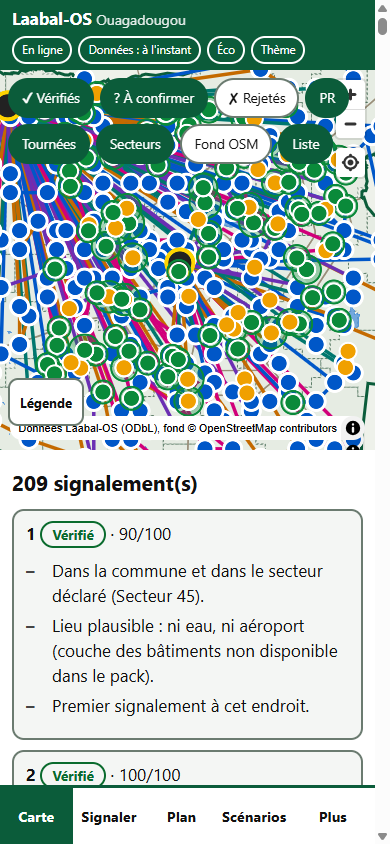 Laabal-OS Ouagadougou
En ligne
Données : à l'instant
Éco
Thème
✓ Vérifiés
? À confirmer
✗ Rejetés
PR
+
−
Tournées
Secteurs
Fond OSM
Liste
Légende
Données Laabal-OS (ODbL), fond © OpenStreetMap contributors
209 signalement(s)
1 Vérifié · 90/100
– Dans la commune et dans le secteur
déclaré (Secteur 45).
– Lieu plausible : ni eau, ni aéroport
(couche des bâtiments non disponible
dans le pack).
– Premier signalement à cet endroit.
2 Vérifié · 100/100
Carte
Signaler
Plan
Scénarios
Plus